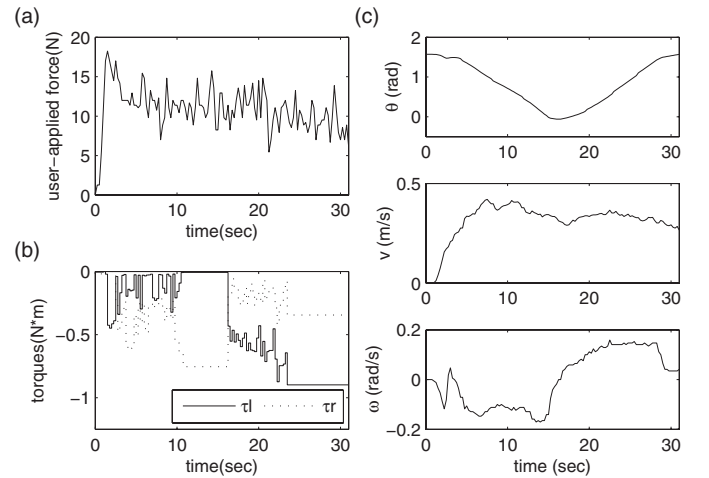 (a)
user-applied force(N)
20
15
10
5
0
0
10
20
30
time(sec)
(b)
torques(N*m)
0
−0.5
−1
τl
τr
0
10
20
30
time(sec)
(c)
θ (rad)
2
1
0
0
10
20
30
v (m/s)
0.5
0
0
10
20
30
ω (rad/s)
0.2
0
−0.2
0
10
20
30
time (sec)